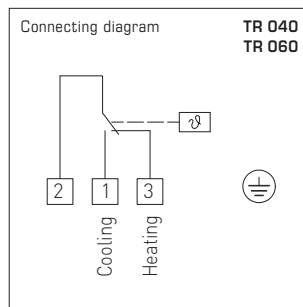 Connecting diagram TR 040
TR 060
ϑ
2 1 3
Cooling
Heating